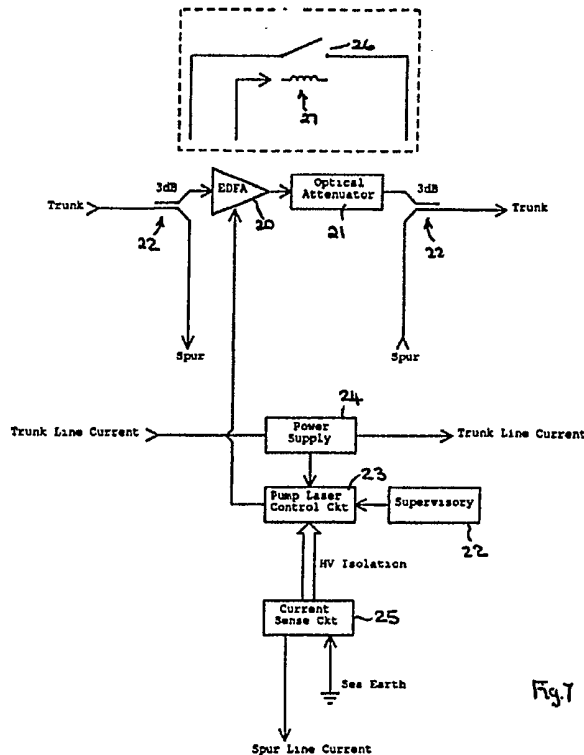 26
27
3dB
EDFA
Optical
Attenuator
3dB
Trunk
20
21
Trunk
22
22
Spur
Spur
24
Trunk Line Current
Power
Supply
Trunk Line Current
23
Pump Laser
Control Ckt
Supervisory
22
HV Isolation
Current
Sense Ckt
25
Sea Earth
Fig.7
Spur Line Current